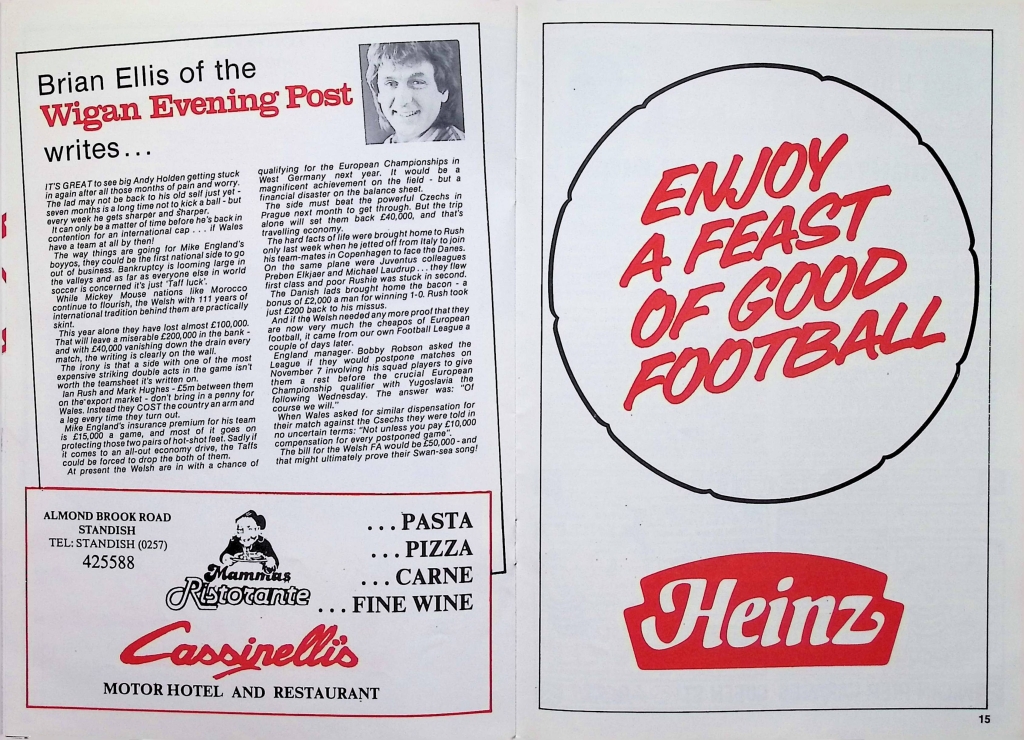 Brian Ellis of the
Wigan Evening Post
writes...
IT'S GREAT to see big Andy Holden getting stuck
in again after all those months of pain and worry.
The lad may not be back to his old self just yet -
seven months is a long time not to kick a ball - but
every week he gets sharper and sharper.
It can only be a matter of time before he's back in
contention for an international cap . . . if Wales
have a team at all by then!
The way things are going for Mike England's
boyyos, they could be the first national side to go
out of business. Bankruptcy is looming large in
the valleys and as far as everyone else in world
soccer is concerned it's just 'Taff luck'.
While Mickey Mouse nations like Morocco
continue to flourish, the Welsh with 111 years of
international tradition behind them are practically
skint.
This year alone they have lost almost £100,000.
That will leave a miserable £200,000 in the bank -
and with £40,000 vanishing down the drain every
match, the writing is clearly on the wall.
The irony is that a side with one of the most
expensive striking double acts in the game isn't
worth the teamsheet it's written on.
Ian Rush and Mark Hughes - £5m between them
on the export market - don't bring in a penny for
Wales. Instead they COST the country an arm and
a leg every time they turn out.
Mike England's insurance premium for his team
is £15,000 a game, and most of it goes on
protecting those two pairs of hot-shot feet. Sadly if
it comes to an all-out economy drive, the Taffs
could be forced to drop the both of them.
At present the Welsh are in with a chance of
qualifying for the European Championships in
West Germany next year. It would be a
magnificent achievement on the field - but a
financial disaster on the balance sheet.
The side must beat the powerful Czechs in
Prague next month to get through. But the trip
alone will set them back £40,000, and that's
travelling economy.
The hard facts of life were brought home to Rush
only last week when he jetted off from Italy to join
his team-mates in Copenhagen to face the Danes.
On the same plane were Juventus colleagues
Preben Elkjaer and Michael Laudrup . . . they flew
first class and poor Rushie was stuck in second.
The Danish lads brought home the bacon - a
bonus of £2,000 a man for winning 1-0. Rush took
just £200 back to his missus.
And if the Welsh needed any more proof that they
are now very much the cheapos of European
football, it came from our own Football League a
couple of days later.
England manager Bobby Robson asked the
League if they would postpone matches on
November 7 involving his squad players to give
them a rest before the crucial European
Championship qualifier with Yugoslavia the
following Wednesday. The answer was: "Of
course we will."
When Wales asked for similar dispensation for
their match against the Csechs they were told in
no uncertain terms: "Not unless you pay £10,000
compensation for every postponed game".
The bill for the Welsh FA would be £50,000 - and
that might ultimately prove their Swan-sea song!
ALMOND BROOK ROAD
STANDISH
TEL: STANDISH (0257)
425588
Mammas
Ristorante
...PASTA
...PIZZA
...CARNE
...FINE WINE
Cassinelli's
MOTOR HOTEL AND RESTAURANT
ENJOY
A FEAST
OF GOOD
FOOTBALL
Heinz
15